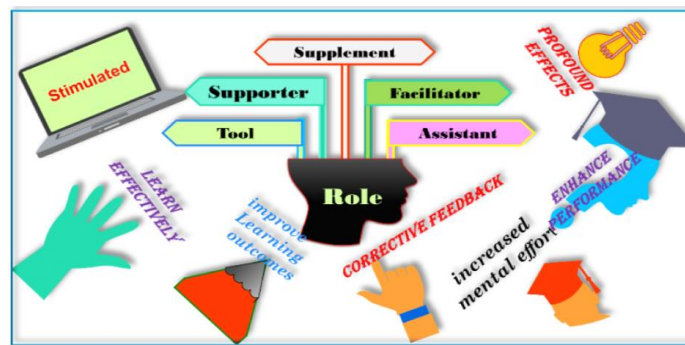 Stimulated
Supplement
PROFOUND
EFFECTS
Supporter
Facilitator
Tool
Assistant
Role
LEARN
EFFECTIVELY
improve
Learning
outcomes
CORRECTIVE FEEDBACK
increased
mental effort
ENHANCE
PERFORMANCE